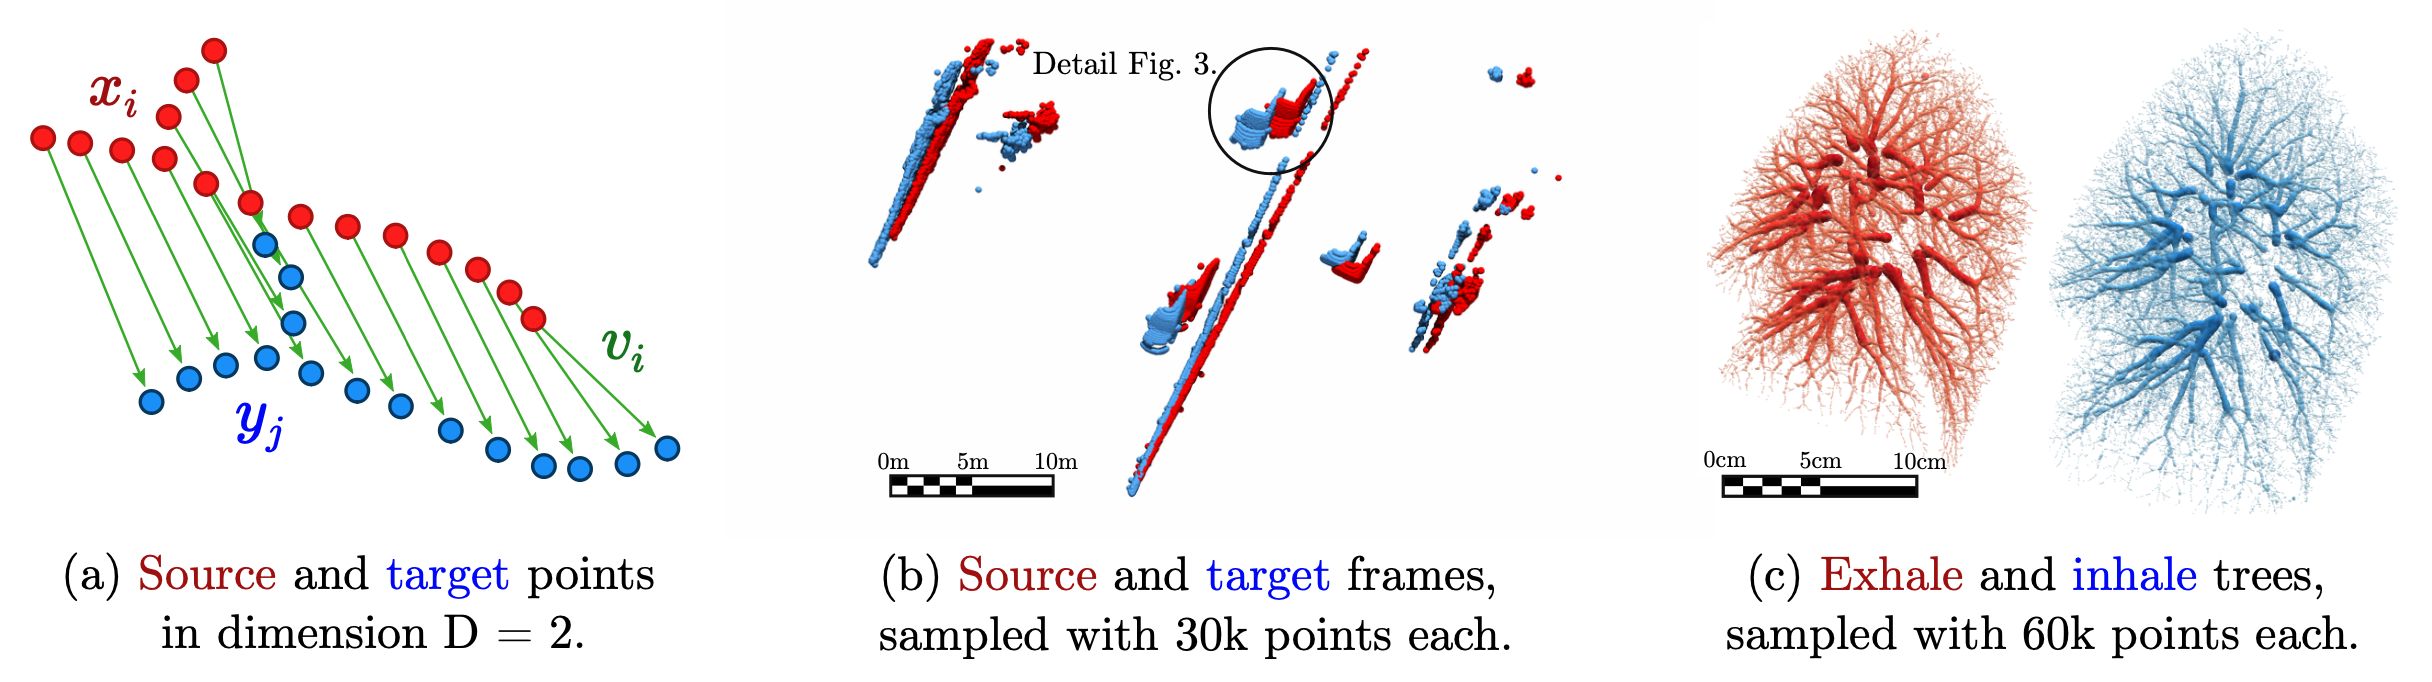 x_i
y_j
v_i
Detail Fig. 3.
0m 5m 10m
0cm 5cm 10cm
(a) Source and target points
in dimension D = 2.
(b) Source and target frames,
sampled with 30k points each.
(c) Exhale and inhale trees,
sampled with 60k points each.